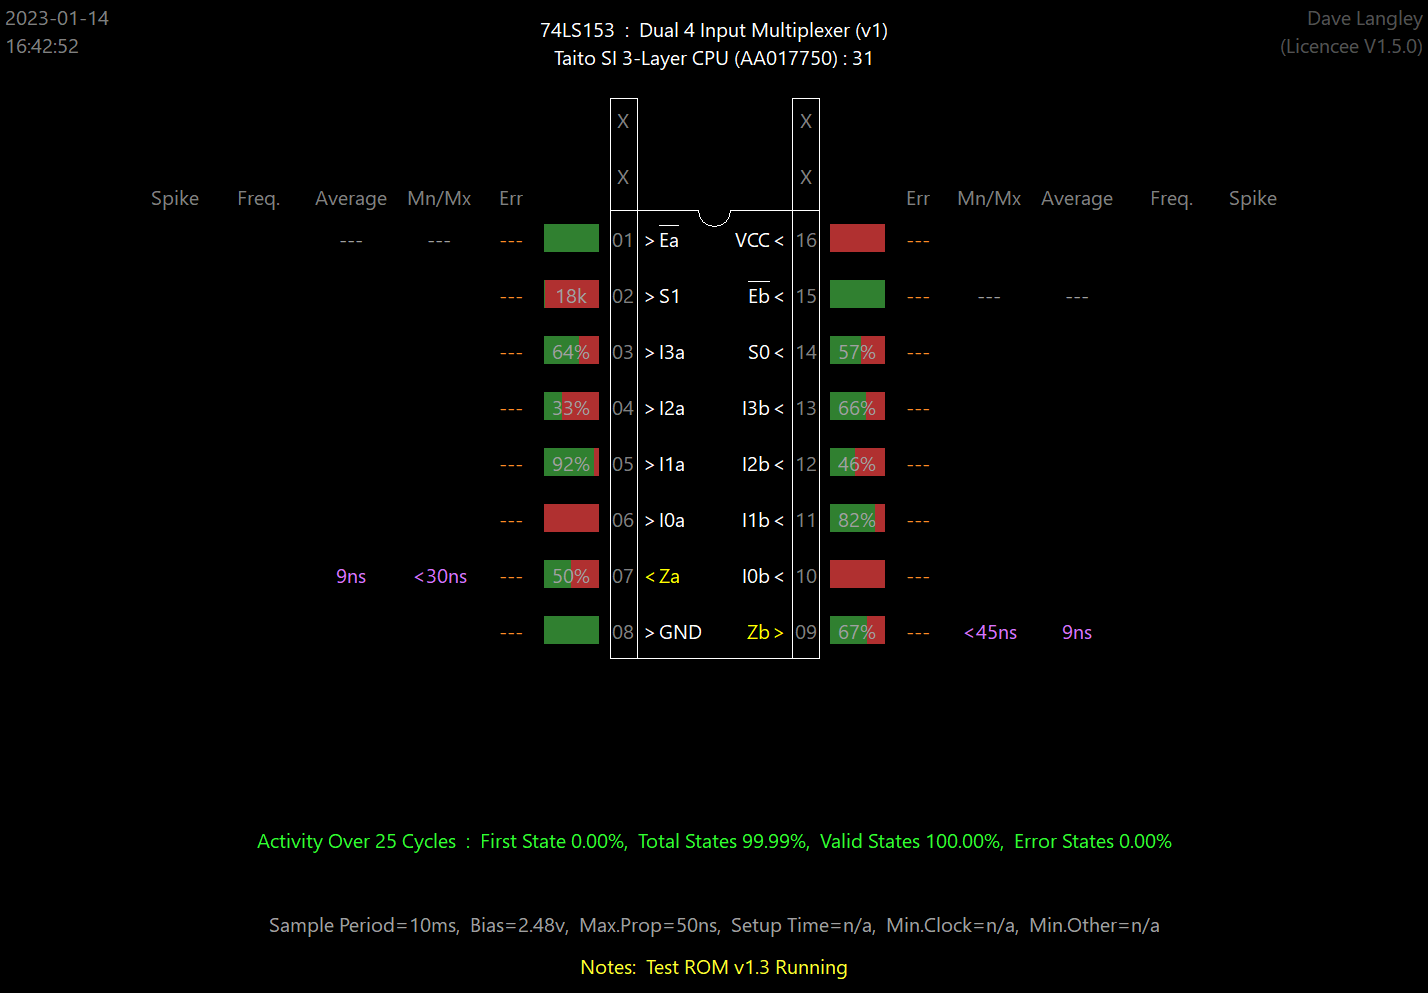 2023-01-14
16:42:52
74LS153 : Dual 4 Input Multiplexer (v1)
Taito SI 3-Layer CPU (AA017750) : 31
Dave Langley
(Licencee V1.5.0)
X X
X X
Spike Freq. Average Mn/Mx Err Err Mn/Mx Average Freq. Spike
--- --- --- 01 > Ea VCC < 16 ---
--- 18k 02 > S1 Eb < 15 --- --- ---
--- 64% 03 > I3a S0 < 14 57% ---
--- 33% 04 > I2a I3b < 13 66% ---
--- 92% 05 > I1a I2b < 12 46% ---
--- 06 > I0a I1b < 11 82% ---
9ns <30ns --- 50% 07 < Za I0b < 10 ---
--- 08 > GND Zb > 09 67% --- <45ns 9ns
Activity Over 25 Cycles : First State 0.00%, Total States 99.99%, Valid States 100.00%, Error States 0.00%
Sample Period=10ms, Bias=2.48v, Max.Prop=50ns, Setup Time=n/a, Min.Clock=n/a, Min.Other=n/a
Notes: Test ROM v1.3 Running